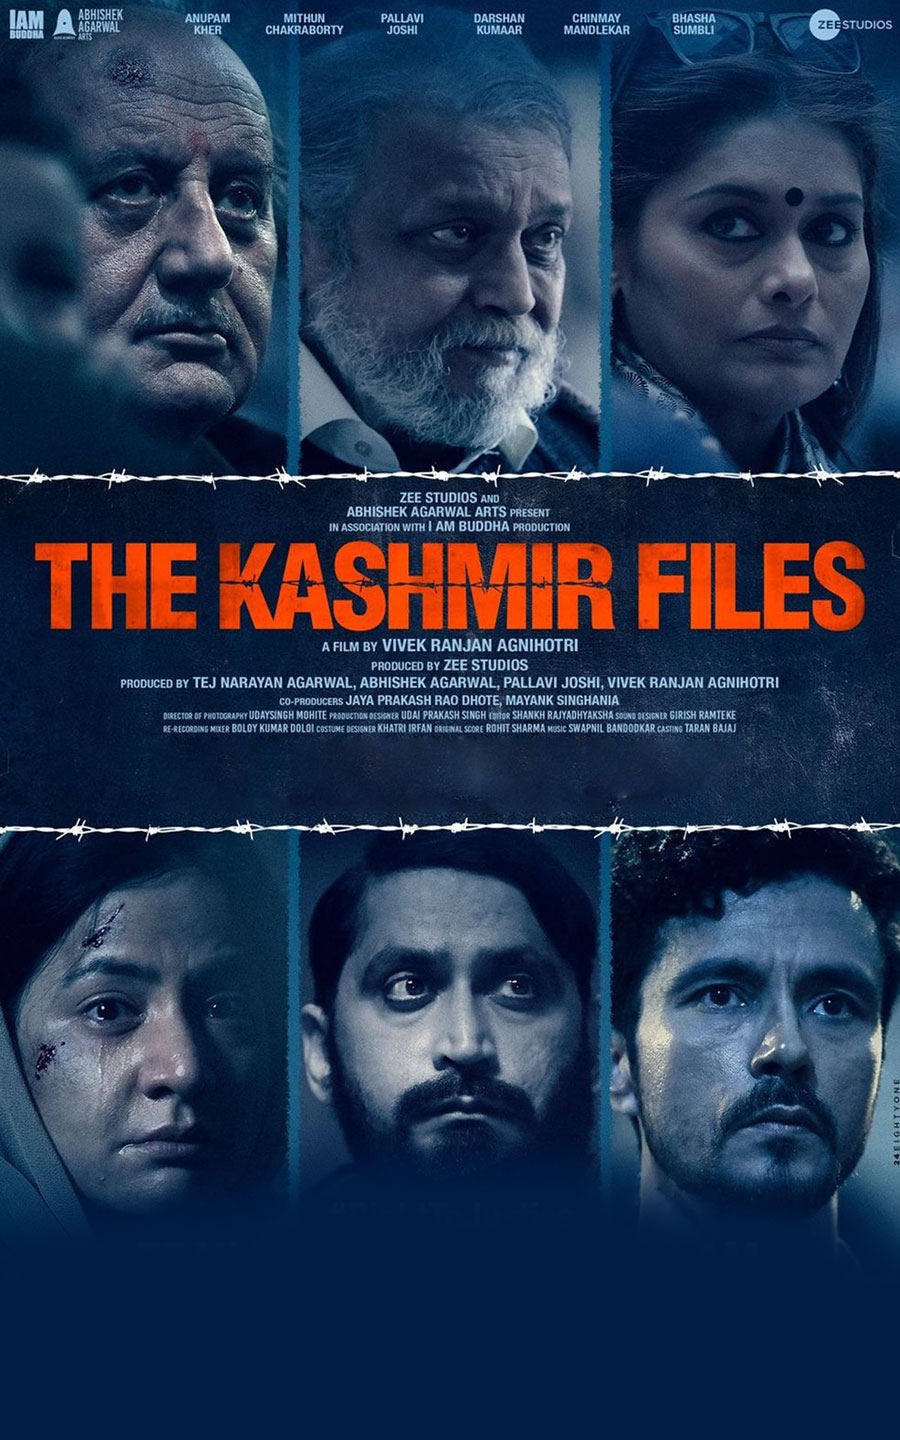 IAM
BUDDHA
ABHISHEK
AGARWAL
ARTS
ANUPAM
KHER
MITHUN
CHAKRABORTY
PALLAVI
JOSHI
DARSHAN
KUMAAR
CHINMAY
MANDLEKAR
BHASHA
SUMBLI
ZEESTUDIOS
ZEE STUDIOS AND
ABHISHEK AGARWAL ARTS PRESENT
IN ASSOCIATION WITH I AM BUDDHA PRODUCTION
THE KASHMIR FILES
A FILM BY VIVEK RANJAN AGNIHOTRI
PRODUCED BY ZEE STUDIOS
PRODUCED BY TEJ NARAYAN AGARWAL, ABHISHEK AGARWAL, PALLAVI JOSHI, VIVEK RANJAN AGNIHOTRI
CO-PRODUCERS JAYA PRAKASH RAO DHOTE, MAYANK SINGHANIA
DIRECTOR OF PHOTOGRAPHY UDAYSINGH MOHITE PRODUCTION DESIGNER UDAI PRAKASH SINGH EDITOR SHANKH RAJYADHYAKSHA SOUND DESIGNER GIRISH RAMTEKE
RE-RECORDING MIXER BOLOY KUMAR DOLOI COSTUME DESIGNER KHATRI IRFAN ORIGINAL SCORE ROHIT SHARMA MUSIC SWAPNIL BANDODKAR CASTING TARAN BAJAJ
24EIGHTYONE